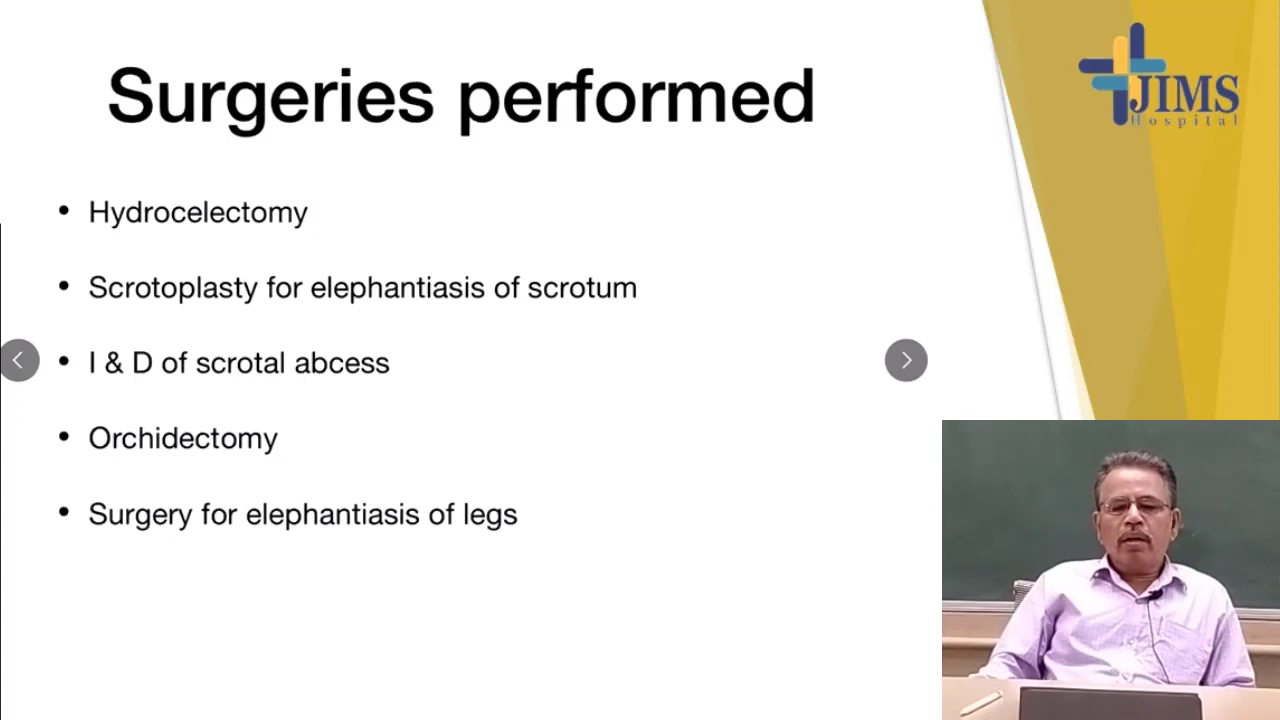 Surgeries performed
JIMS
Hospital
• Hydrocelectomy
• Scrotoplasty for elephantiasis of scrotum
• I & D of scrotal abcess
• Orchidectomy
• Surgery for elephantiasis of legs